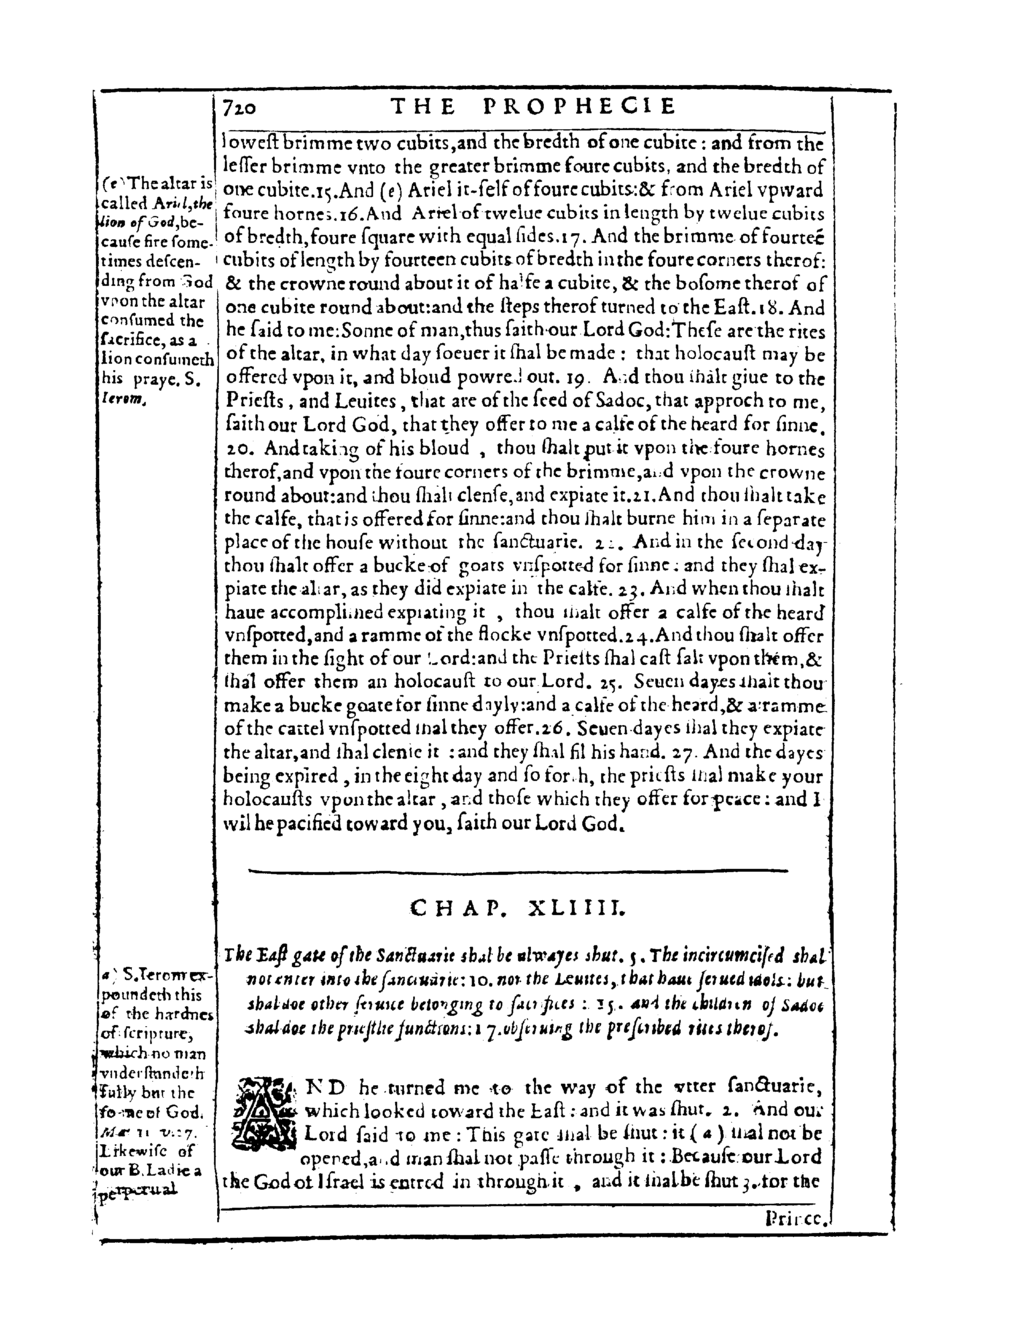 720 THE PROPHECIE
lowest brimme two cubits,and the bredth of one cubite : and from the
lesser brimme vnto the greater brimme foure cubits, and the bredth of
one cubite.15.And (e) Ariel it-self of foure cubits:& from Ariel vpward
foure hornes.16.And Ariel of twelue cubits in length by twelue cubits
of bredth,foure square with equal sides.17. And the brimme of fourteē
cubits of length by fourteen cubits of bredth in the foure corners therof:
& the crowne round about it of halfe a cubite, & the bosome therof of
one cubite round about:and the steps therof turned to the East.18. And
he said to me:Sonne of man,thus saith our Lord God:These are the rites
of the altar, in what day soeuer it shal be made : that holocaust may be
offered vpon it, and bloud powred out. 19. And thou shalt giue to the
Priests , and Leuites , that are of the seed of Sadoc, that approch to me,
saith our Lord God, that they offer to me a calfe of the heard for sinne.
20. And taking of his bloud , thou shalt put it vpon the foure hornes
therof,and vpon the foure corners of the brimme,and vpon the crowne
round about:and thou shalt clense,and expiate it.21.And thou shalt take
the calfe, that is offered for sinne:and thou shalt burne him in a separate
place of the house without the sanctuarie. 22. And in the second day
thou shalt offer a bucke of goats vnspotted for sinne : and they shal ex-
piate the altar, as they did expiate in the calfe. 23. And when thou shalt
haue accomplished expiating it , thou shalt offer a calfe of the heard
vnspotted,and a ramme of the flocke vnspotted.24.And thou shalt offer
them in the sight of our Lord:and the Priests shal cast salt vpon them,&
shal offer them an holocaust to our Lord. 25. Seuen dayes shalt thou
make a bucke goate for sinne dayly:and a calfe of the heard,& a ramme
of the cattel vnspotted shal they offer.26. Seuen dayes shal they expiate
the altar,and shal clense it : and they shal fil his hand. 27. And the dayes
being expired , in the eight day and so forth, the priests shal make your
holocausts vpon the altar , and those which they offer for peace : and I
wil be pacified toward you, saith our Lord God.
(e) The altar is
called Ariel,the
lion of God,be-
cause fire some-
times descen-
ding from God
vpon the altar
consumed the
sacrifice, as a
lion consumeth
his praye. S.
Ierom.
CHAP. XLIIII.
The East gate of the Sanctuarie shal be alwayes shut. 5. The incircumcised shal
not enter into the sanctuarie: 10. nor the Leuites, that haue serued idols : but
shal doe other seruice belonging to sacrifices : 15. and the children of Sadoc
shal doe the priestlie functions: 17.obseruing the prescribed rites therof.
AND he turned me to the way of the vtter sanctuarie,
which looked toward the East : and it was shut. 2. And our
Lord said to me : This gate shal be shut : it ( a ) shal not be
opened,and man shal not passe through it : Because our Lord
the God of Israel is entred in through it , and it shal be shut 3. for the
Prince.
a) S.Ierom ex-
poundeth this
of the hardnes
of scripture,
which no man
vnderstandeth
fully but the
sonne of God.
Likewise of
our B.Ladie a
perpetual